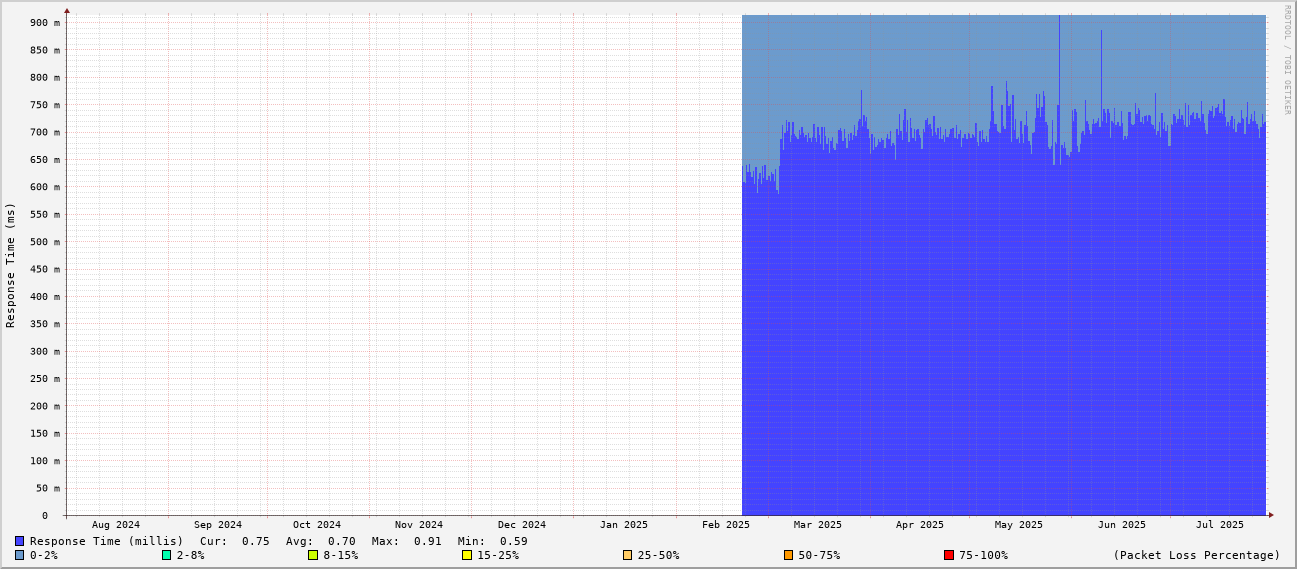 RRDTOOL / TOBI OETIKER
Response Time (ms)
900 m
850 m
800 m
750 m
700 m
650 m
600 m
550 m
500 m
450 m
400 m
350 m
300 m
250 m
200 m
150 m
100 m
50 m
0
Aug 2024 Sep 2024 Oct 2024 Nov 2024 Dec 2024 Jan 2025 Feb 2025 Mar 2025 Apr 2025 May 2025 Jun 2025 Jul 2025
Response Time (millis) Cur: 0.75 Avg: 0.70 Max: 0.91 Min: 0.59
0-2% 2-8% 8-15% 15-25% 25-50% 50-75% 75-100% (Packet Loss Percentage)